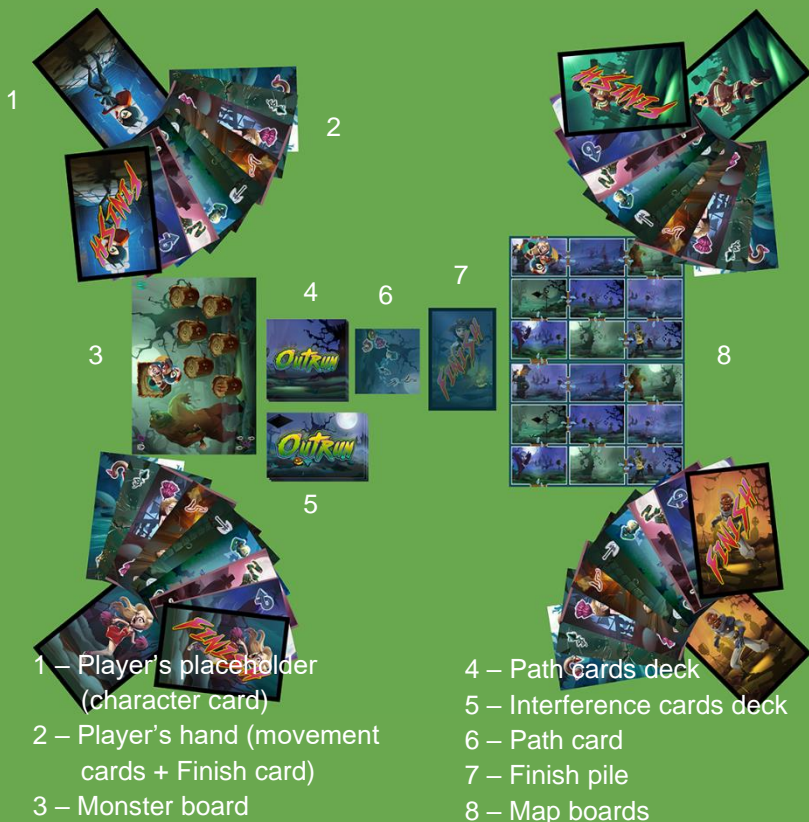 1
2
FINISH
FINISH
3
4
6
7
8
OUTRUN
FINISH
OUTRUN
5
FINISH
FINISH
1 – Player's placeholder
(character card)
2 – Player's hand (movement
cards + Finish card)
3 – Monster board
4 – Path cards deck
5 – Interference cards deck
6 – Path card
7 – Finish pile
8 – Map boards